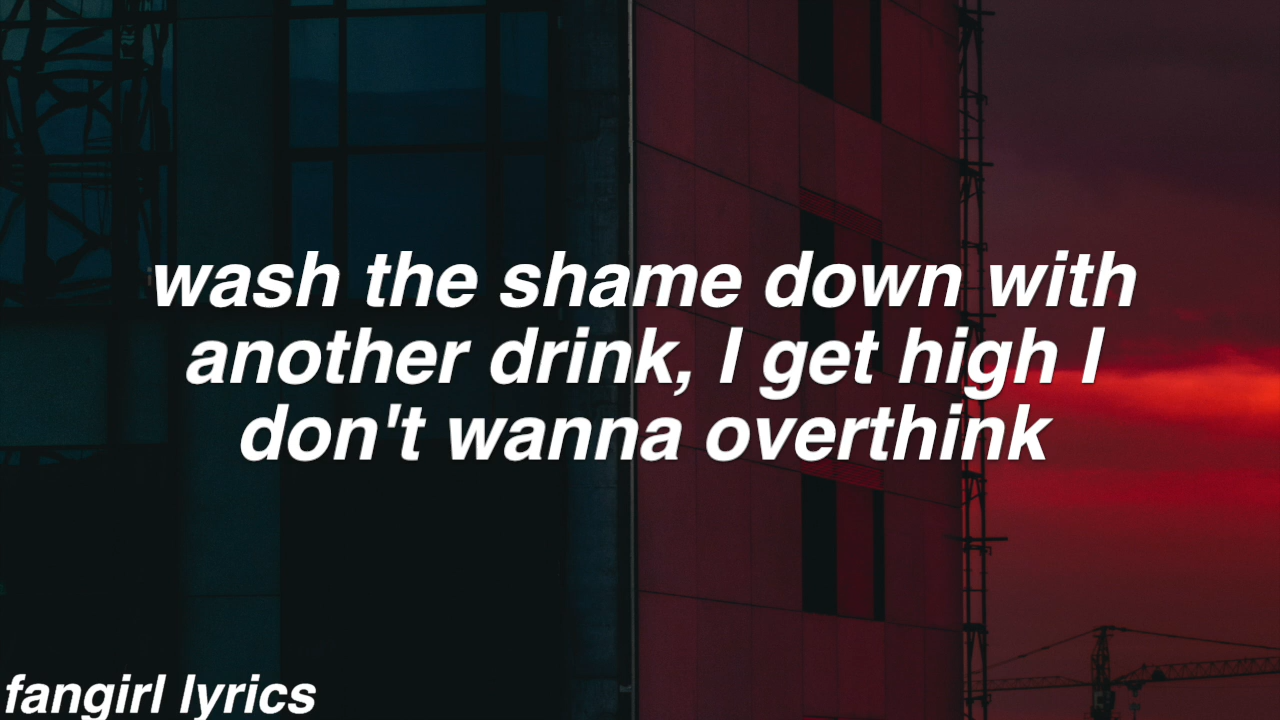 wash the shame down with
another drink, I get high I
don't wanna overthink
fangirl lyrics